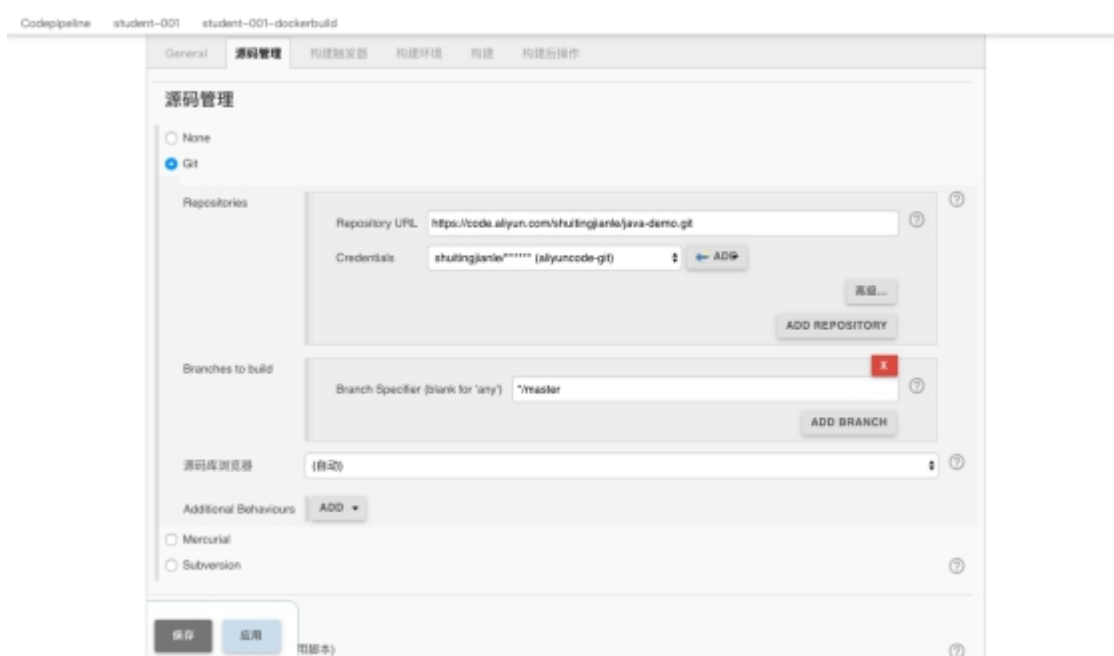 Codepipeline student-001 student-001-dockerbuild
General 源码管理 构建触发器 构建环境 构建 构建后操作
源码管理
None
Git
Repositories
Repository URL https://code.aliyun.com/shuitingjianle/java-demo.git
Credentials shuitingjianle/****** (aliyuncode-git) ADD
高级...
ADD REPOSITORY
Branches to build
X
Branch Specifier (blank for 'any') */master
ADD BRANCH
源码库浏览器 (自动)
Additional Behaviours ADD
Mercurial
Subversion
保存 应用
用脚本)